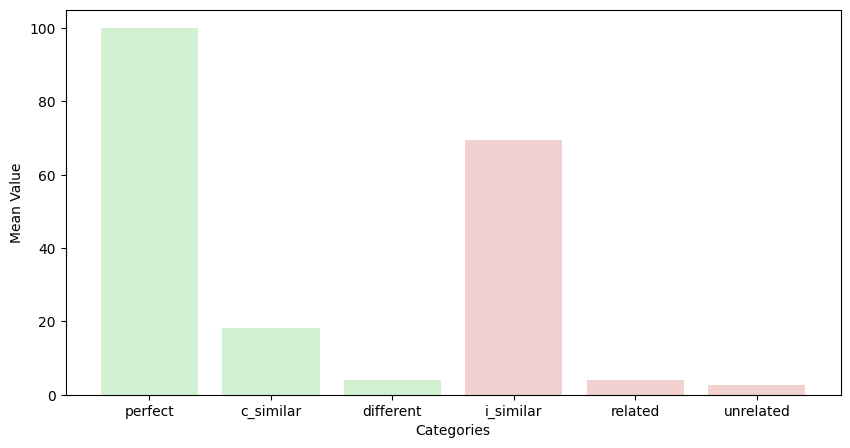 100
80
60
40
20
0
Mean Value
perfect
c_similar
different
i_similar
related
unrelated
Categories